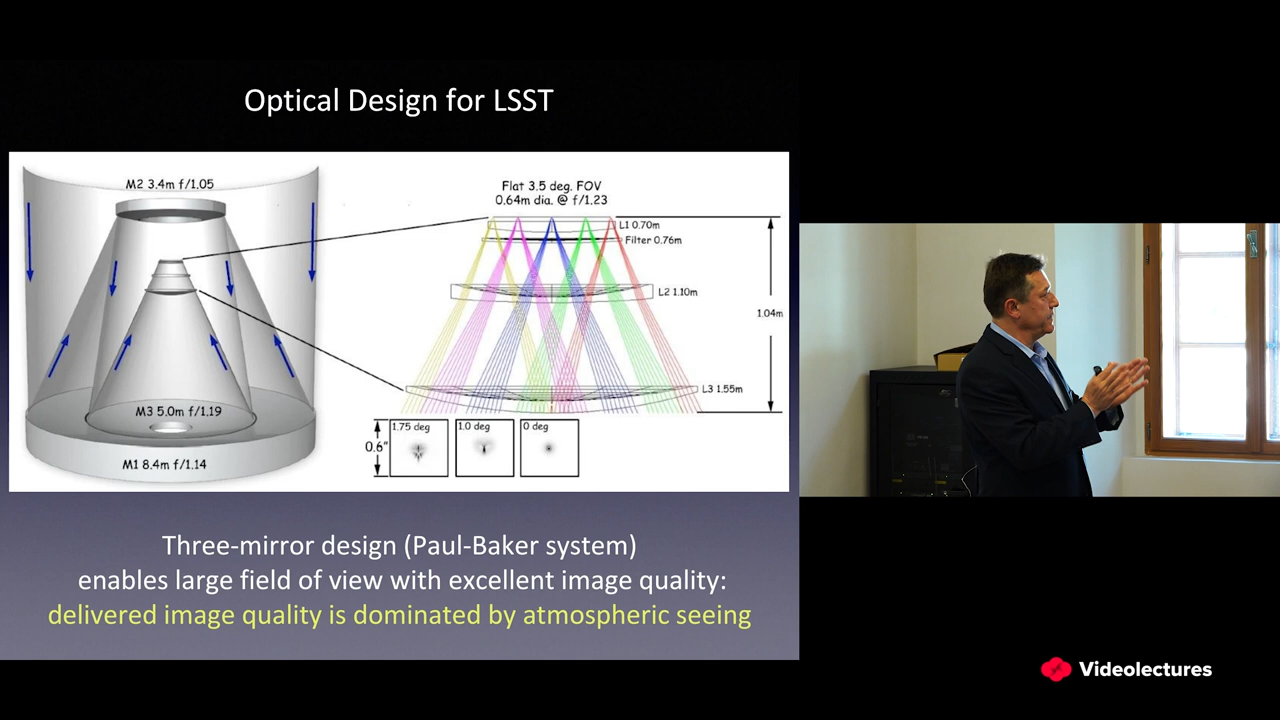 Optical Design for LSST
M2 3.4m f/1.05
M3 5.0m f/1.19
M1 8.4m f/1.14
Flat 3.5 deg. FOV
0.64m dia. @ f/1.23
L1 0.70m
Filter 0.76m
L2 1.10m
1.04m
L3 1.55m
0.6"
1.75 deg
1.0 deg
0 deg
Three-mirror design (Paul-Baker system)
enables large field of view with excellent image quality:
delivered image quality is dominated by atmospheric seeing
Videolectures